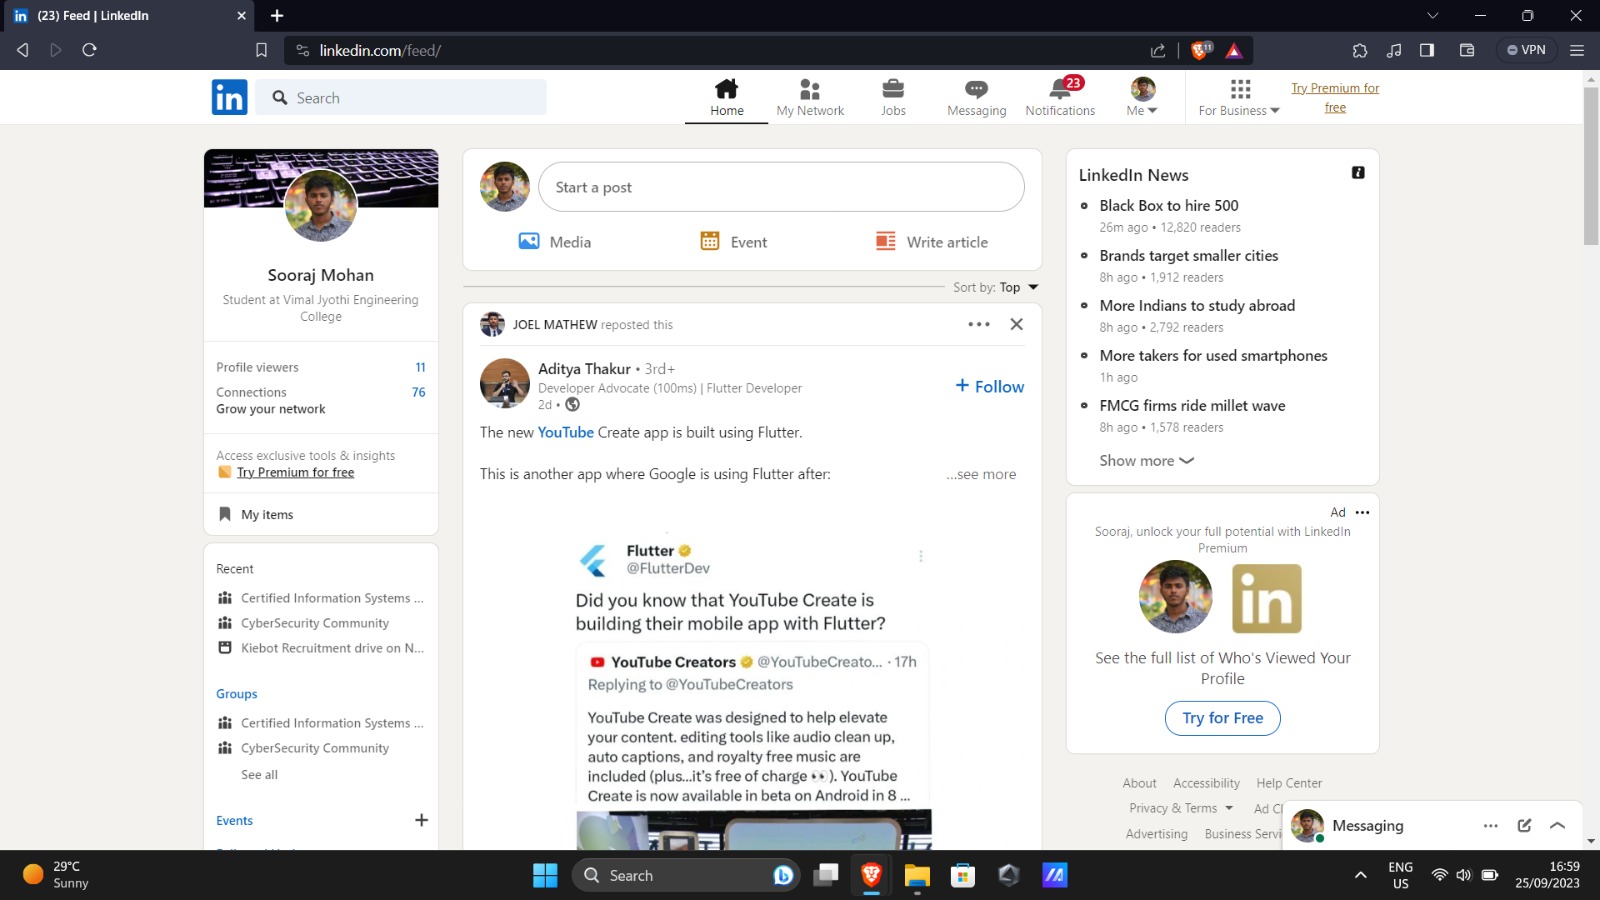 (23) Feed | LinkedIn
linkedin.com/feed/
11
VPN
in
Search
Home
My Network
Jobs
Messaging
23
Notifications
Me
For Business
Try Premium for
free
Sooraj Mohan
Student at Vimal Jyothi Engineering
College
Profile viewers 11
Connections 76
Grow your network
Access exclusive tools & insights
Try Premium for free
My items
Recent
Certified Information Systems ...
CyberSecurity Community
Kiebot Recruitment drive on N...
Groups
Certified Information Systems ...
CyberSecurity Community
See all
Events
Start a post
Media
Event
Write article
Sort by: Top
JOEL MATHEW reposted this
Aditya Thakur • 3rd+
Developer Advocate (100ms) | Flutter Developer
2d •
+ Follow
The new YouTube Create app is built using Flutter.
This is another app where Google is using Flutter after:
...see more
Flutter
@FlutterDev
Did you know that YouTube Create is
building their mobile app with Flutter?
YouTube Creators @YouTubeCreato... · 17h
Replying to @YouTubeCreators
YouTube Create was designed to help elevate
your content. editing tools like audio clean up,
auto captions, and royalty free music are
included (plus...it's free of charge 👀). YouTube
Create is now available in beta on Android in 8 ...
LinkedIn News
Black Box to hire 500
26m ago • 12,820 readers
Brands target smaller cities
8h ago • 1,912 readers
More Indians to study abroad
8h ago • 2,792 readers
More takers for used smartphones
1h ago
FMCG firms ride millet wave
8h ago • 1,578 readers
Show more
Ad
Sooraj, unlock your full potential with LinkedIn
Premium
in
See the full list of Who's Viewed Your
Profile
Try for Free
About Accessibility Help Center
Privacy & Terms Ad
Advertising Business
Messaging
29°C
Sunny
Search
ENG
US
16:59
25/09/2023